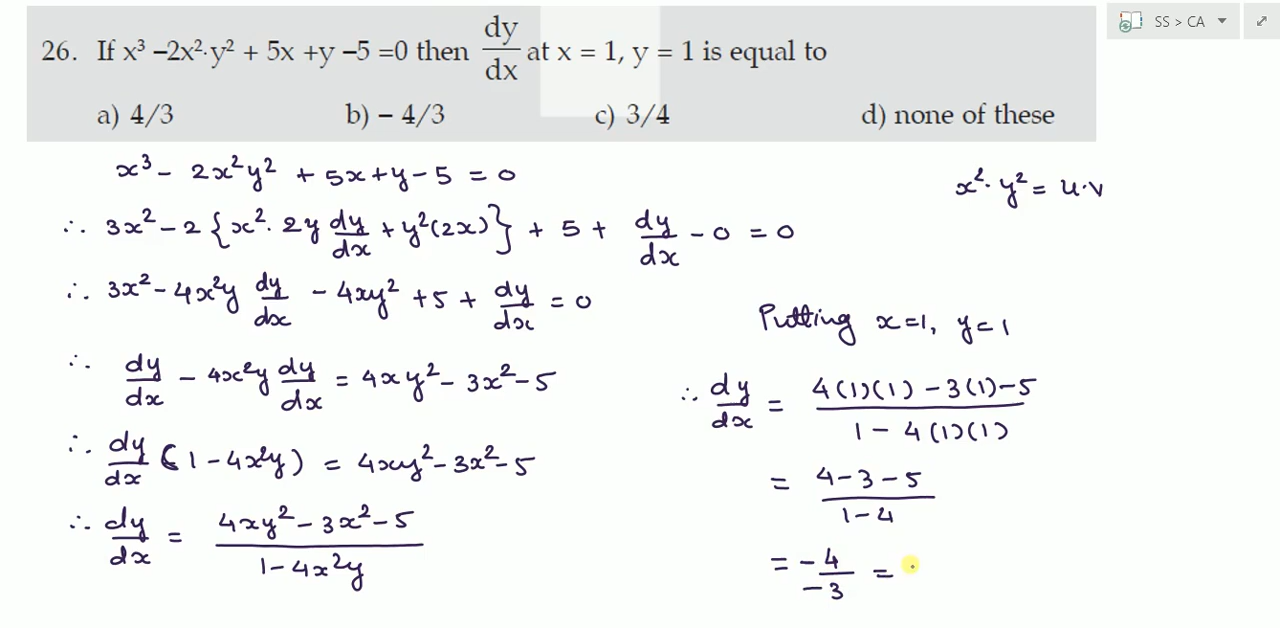 SS > CA
26. If x³ –2x²·y² + 5x +y –5 =0 then dy/dx at x = 1, y = 1 is equal to
a) 4/3 b) – 4/3 c) 3/4 d) none of these
x³ - 2x²y² + 5x + y - 5 = 0
x²·y² = u·v
∴ 3x² - 2 {x²·2y dy/dx + y²(2x)} + 5 + dy/dx - 0 = 0
∴ 3x² - 4x²y dy/dx - 4xy² + 5 + dy/dx = 0
∴ dy/dx - 4x²y dy/dx = 4xy² - 3x² - 5
∴ dy/dx (1 - 4x²y) = 4xy² - 3x² - 5
∴ dy/dx = (4xy² - 3x² - 5)/(1 - 4x²y)
Putting x=1, y=1
∴ dy/dx = (4(1)(1) - 3(1) - 5)/(1 - 4(1)(1))
= (4 - 3 - 5)/(1 - 4)
= -4/-3 =